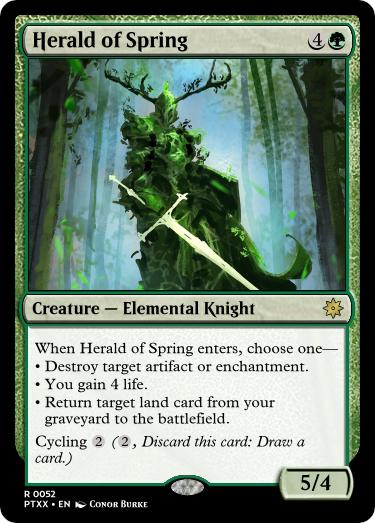 Herald of Spring 4
Creature — Elemental Knight
When Herald of Spring enters, choose one—
• Destroy target artifact or enchantment.
• You gain 4 life.
• Return target land card from your
graveyard to the battlefield.
Cycling 2 (2, Discard this card: Draw a
card.)
5/4
R 0052
PTXX • EN Conor Burke